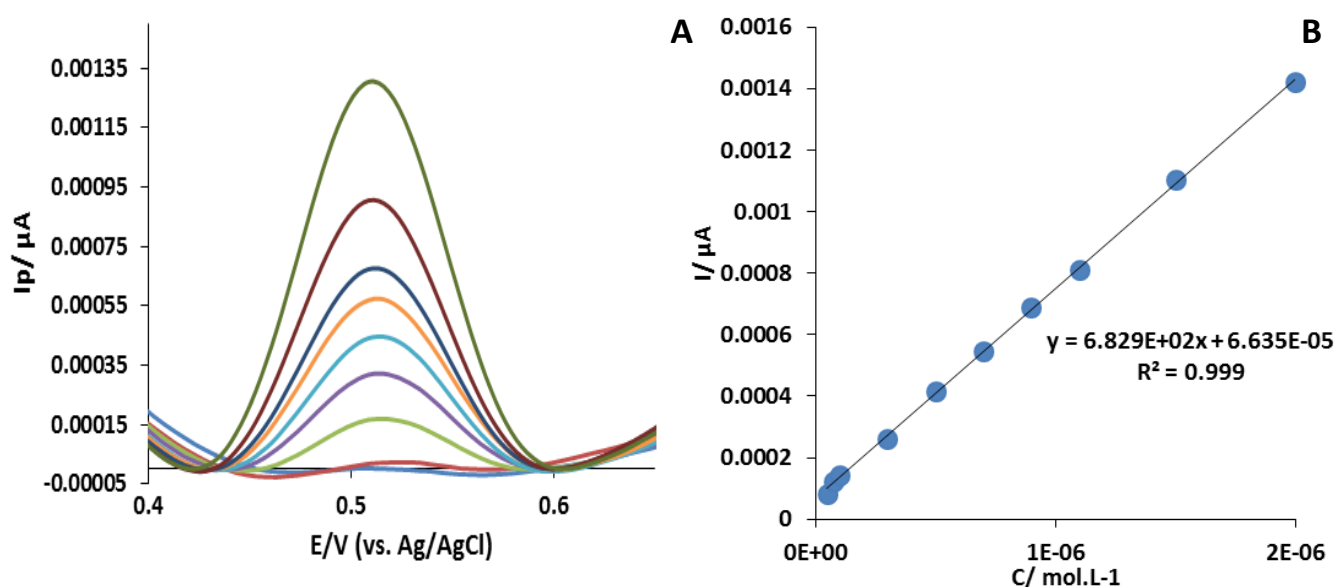 A
Ip/ μA
0.00135
0.00115
0.00095
0.00075
0.00055
0.00035
0.00015
-0.00005
0.4
0.5
0.6
E/V (vs. Ag/AgCl)
B
I/ μA
0.0016
0.0014
0.0012
0.001
0.0008
0.0006
0.0004
0.0002
0
y = 6.829E+02x + 6.635E-05
R² = 0.999
0E+00
1E-06
2E-06
C/ mol.L-1